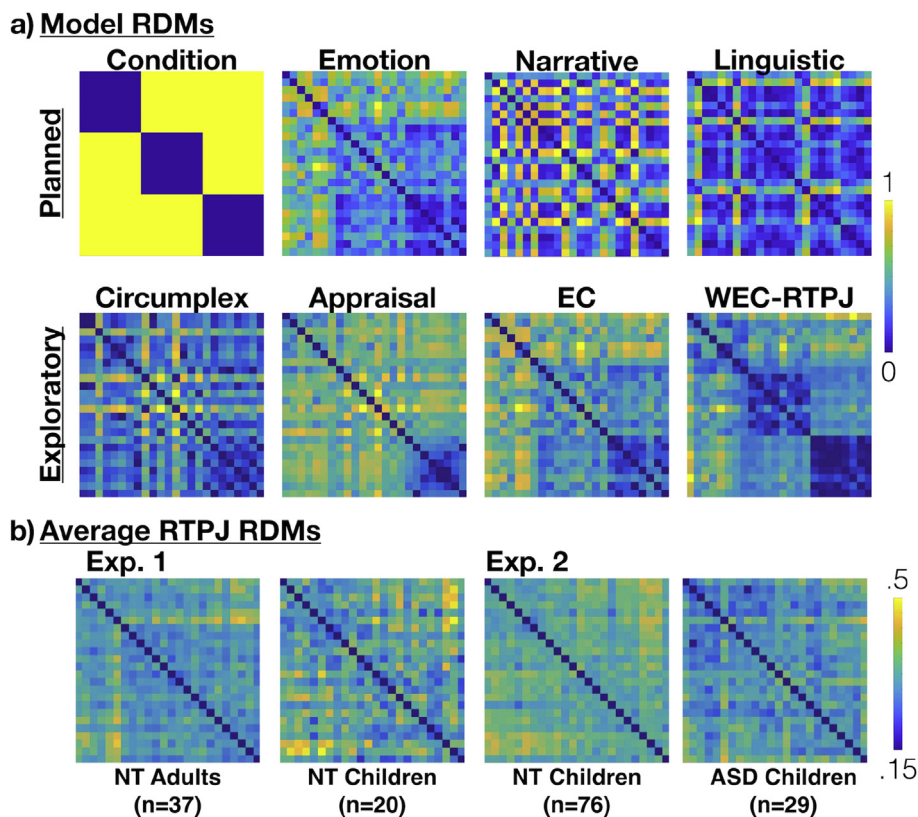 a) Model RDMs
Condition Emotion Narrative Linguistic
Planned
1
0
Circumplex Appraisal EC WEC-RTPJ
Exploratory
b) Average RTPJ RDMs
Exp. 1 Exp. 2
.5
.15
NT Adults NT Children NT Children ASD Children
(n=37) (n=20) (n=76) (n=29)